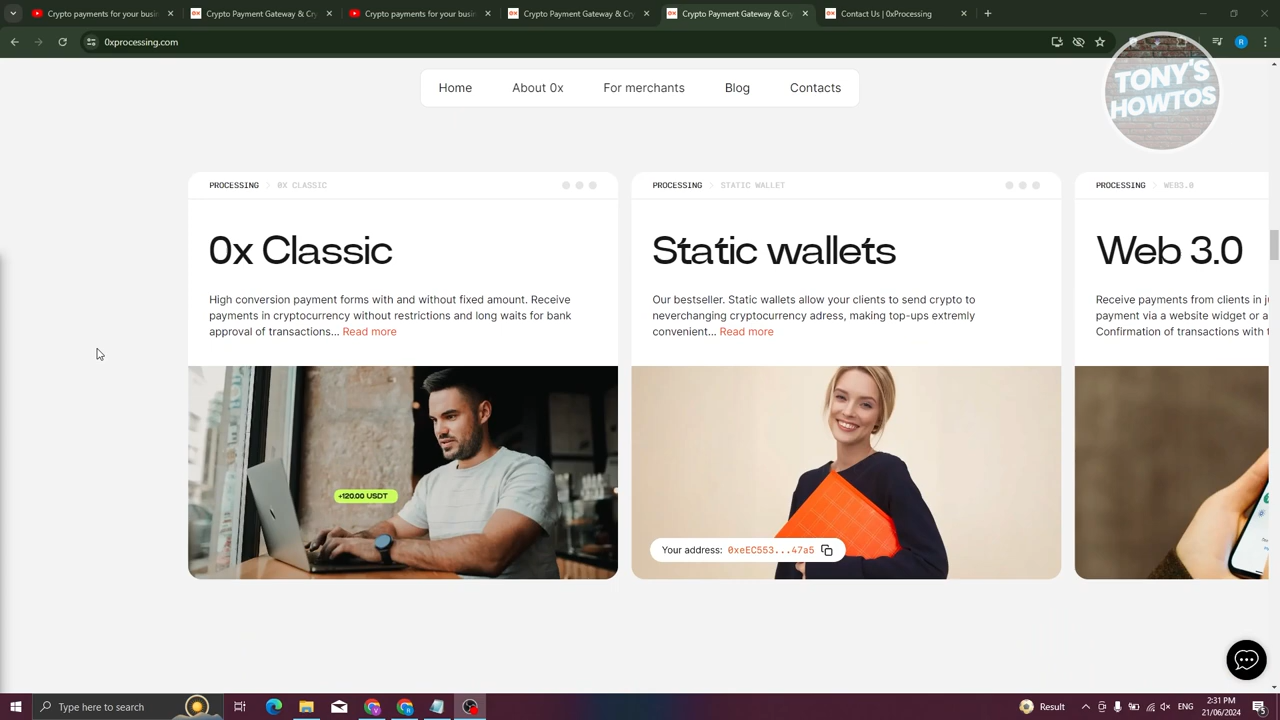 Crypto payments for your busine
Crypto Payment Gateway & Cr
Crypto payments for your busine
Crypto Payment Gateway & Cry
Crypto Payment Gateway & Cry
Contact Us | 0xProcessing
0xprocessing.com
R
TONY'S
HOWTOS
Home
About 0x
For merchants
Blog
Contacts
PROCESSING > 0X CLASSIC
0x Classic
High conversion payment forms with and without fixed amount. Receive
payments in cryptocurrency without restrictions and long waits for bank
approval of transactions... Read more
+120.00 USDT
PROCESSING > STATIC WALLET
Static wallets
Our bestseller. Static wallets allow your clients to send crypto to
neverchanging cryptocurrency adress, making top-ups extremly
convenient... Read more
Your address: 0xeEC553...47a5
PROCESSING > WEB3.0
Web 3.0
Receive payments from clients in j
payment via a website widget or a
Confirmation of transactions with
Type here to search
Result
ENG
2:31 PM
21/06/2024